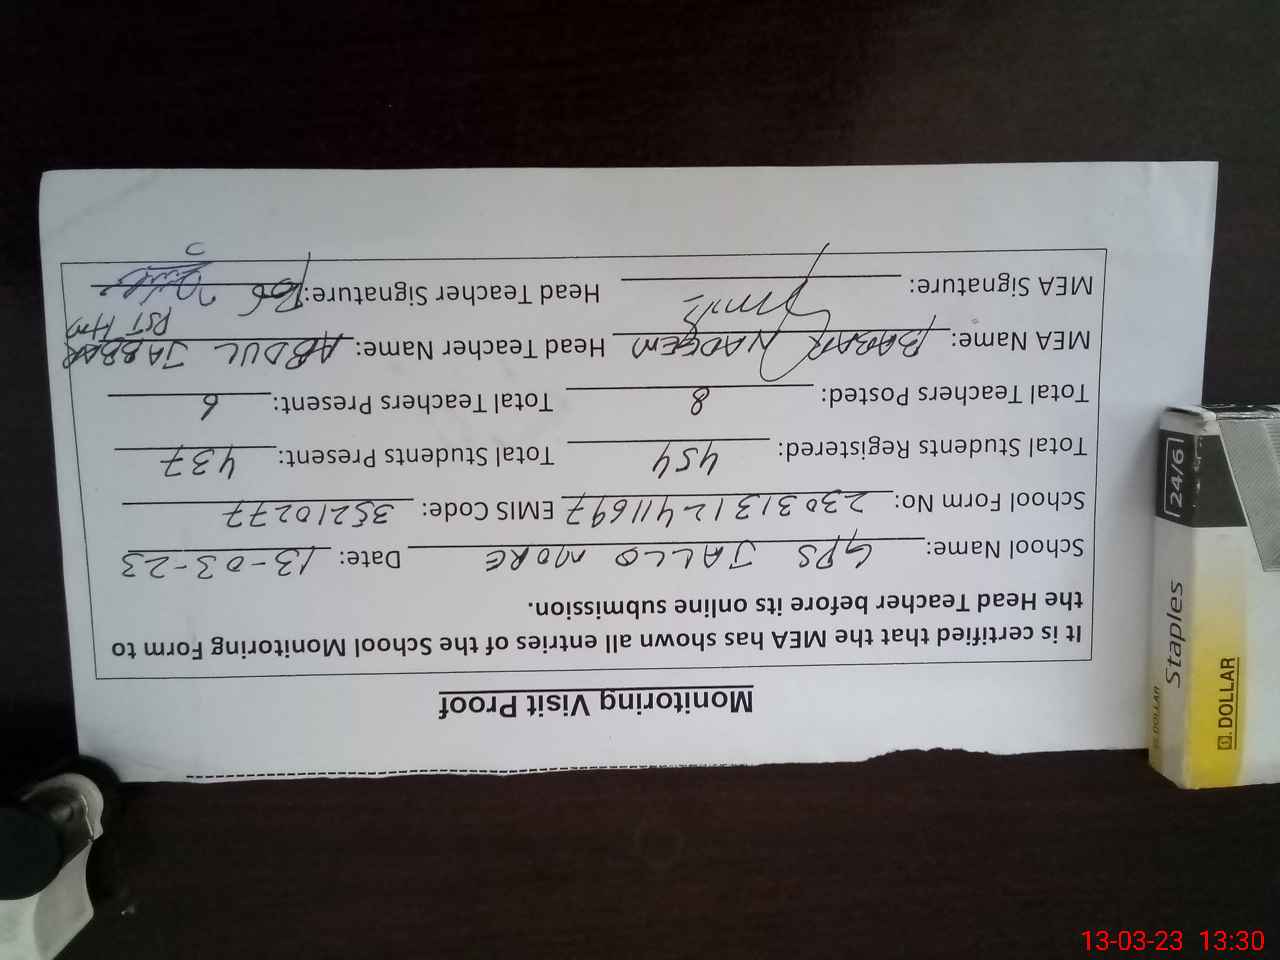 Monitoring Visit Proof
It is certified that the MEA has shown all entries of the School Monitoring Form to
the Head Teacher before its online submission.
School Name: GPS JALLO MORE Date: 13-03-23
School Form No: 230313124111697 EMIS Code: 35210277
Total Students Registered: 454 Total Students Present: 437
Total Teachers Posted: 8 Total Teachers Present: 6
MEA Name: BABAR NADEEM Head Teacher Name: ABDUL JABBAR
PST
MEA Signature: Head Teacher Signature:
24/6
Staples
DOLLAR
DOLLAR
13-03-23 13:30